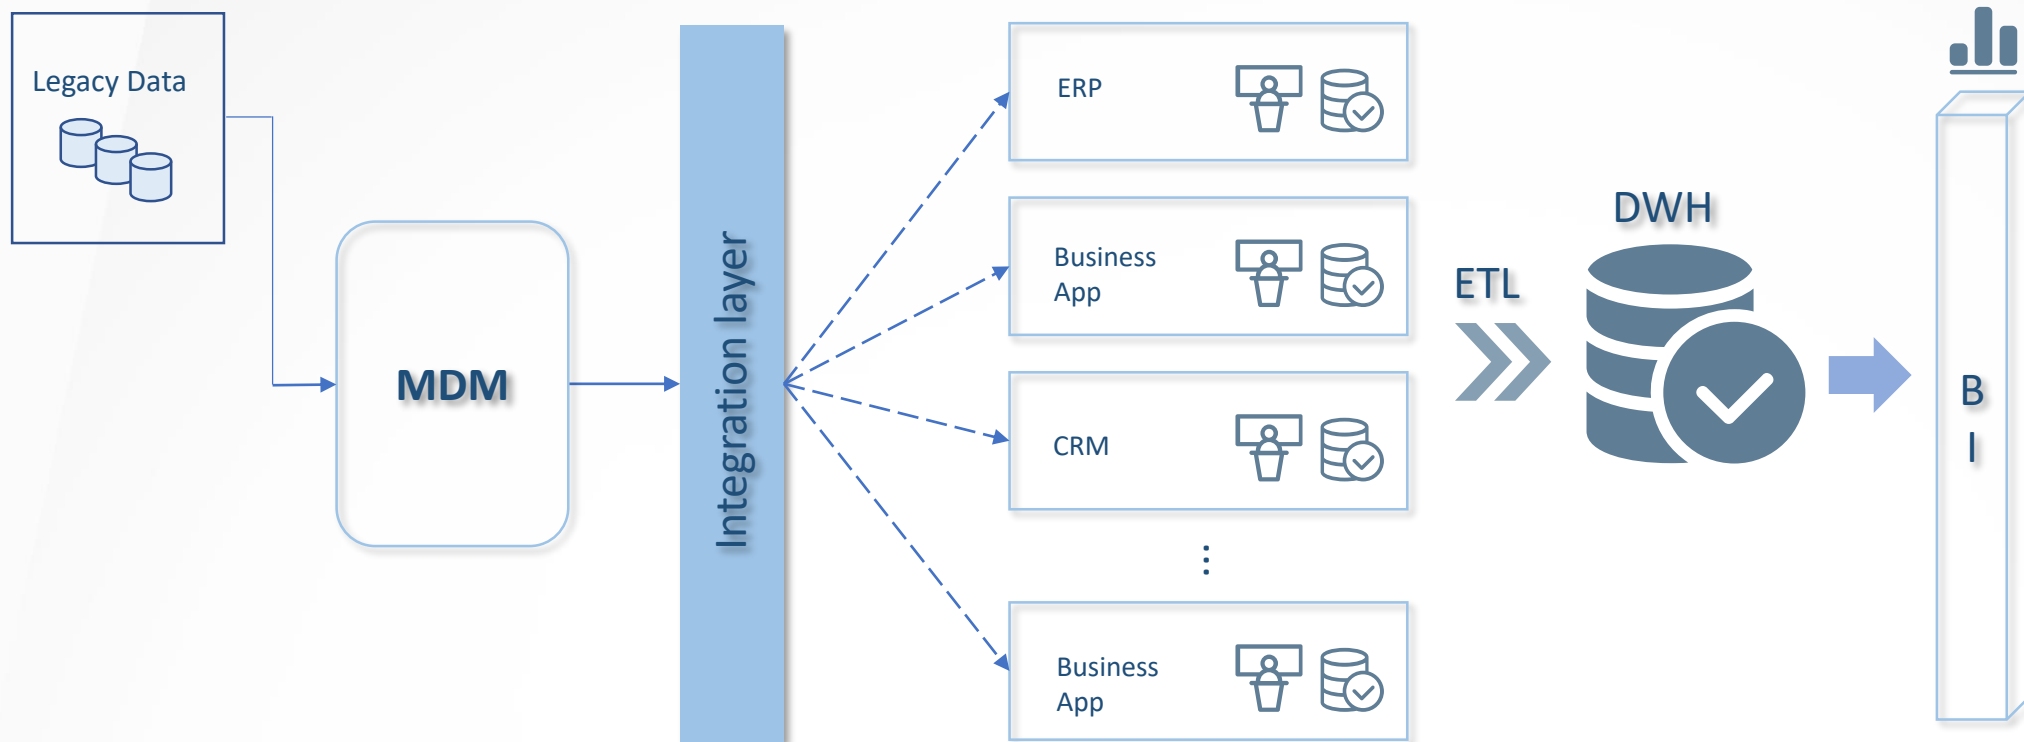 Legacy Data
MDM
Integration layer
ERP
Business
App
CRM
...
Business
App
ETL
DWH
B
I